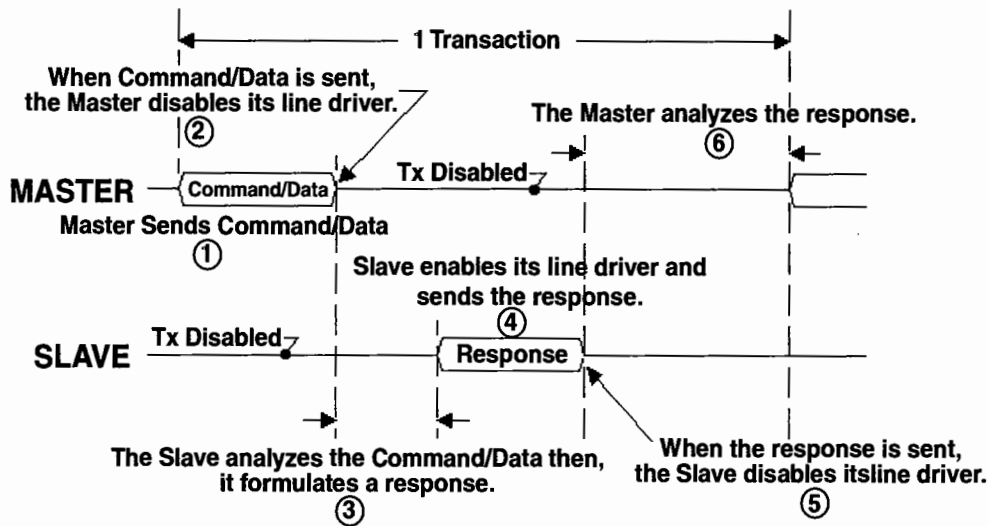 1 Transaction
When Command/Data is sent,
the Master disables its line driver.
②
The Master analyzes the response.
⑥
Tx Disabled
MASTER
Command/Data
Master Sends Command/Data
①
Slave enables its line driver and
sends the response.
④
Tx Disabled
SLAVE
Response
The Slave analyzes the Command/Data then,
it formulates a response.
③
When the response is sent,
the Slave disables itsline driver.
⑤